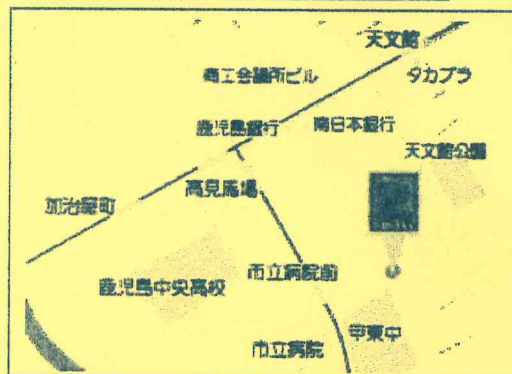 天文館
商工会議所ビル
タカプラ
鹿児島銀行
南日本銀行
天文館公園
高見馬場
加治屋町
市立病院前
鹿児島中央高校
市立病院
甲東中